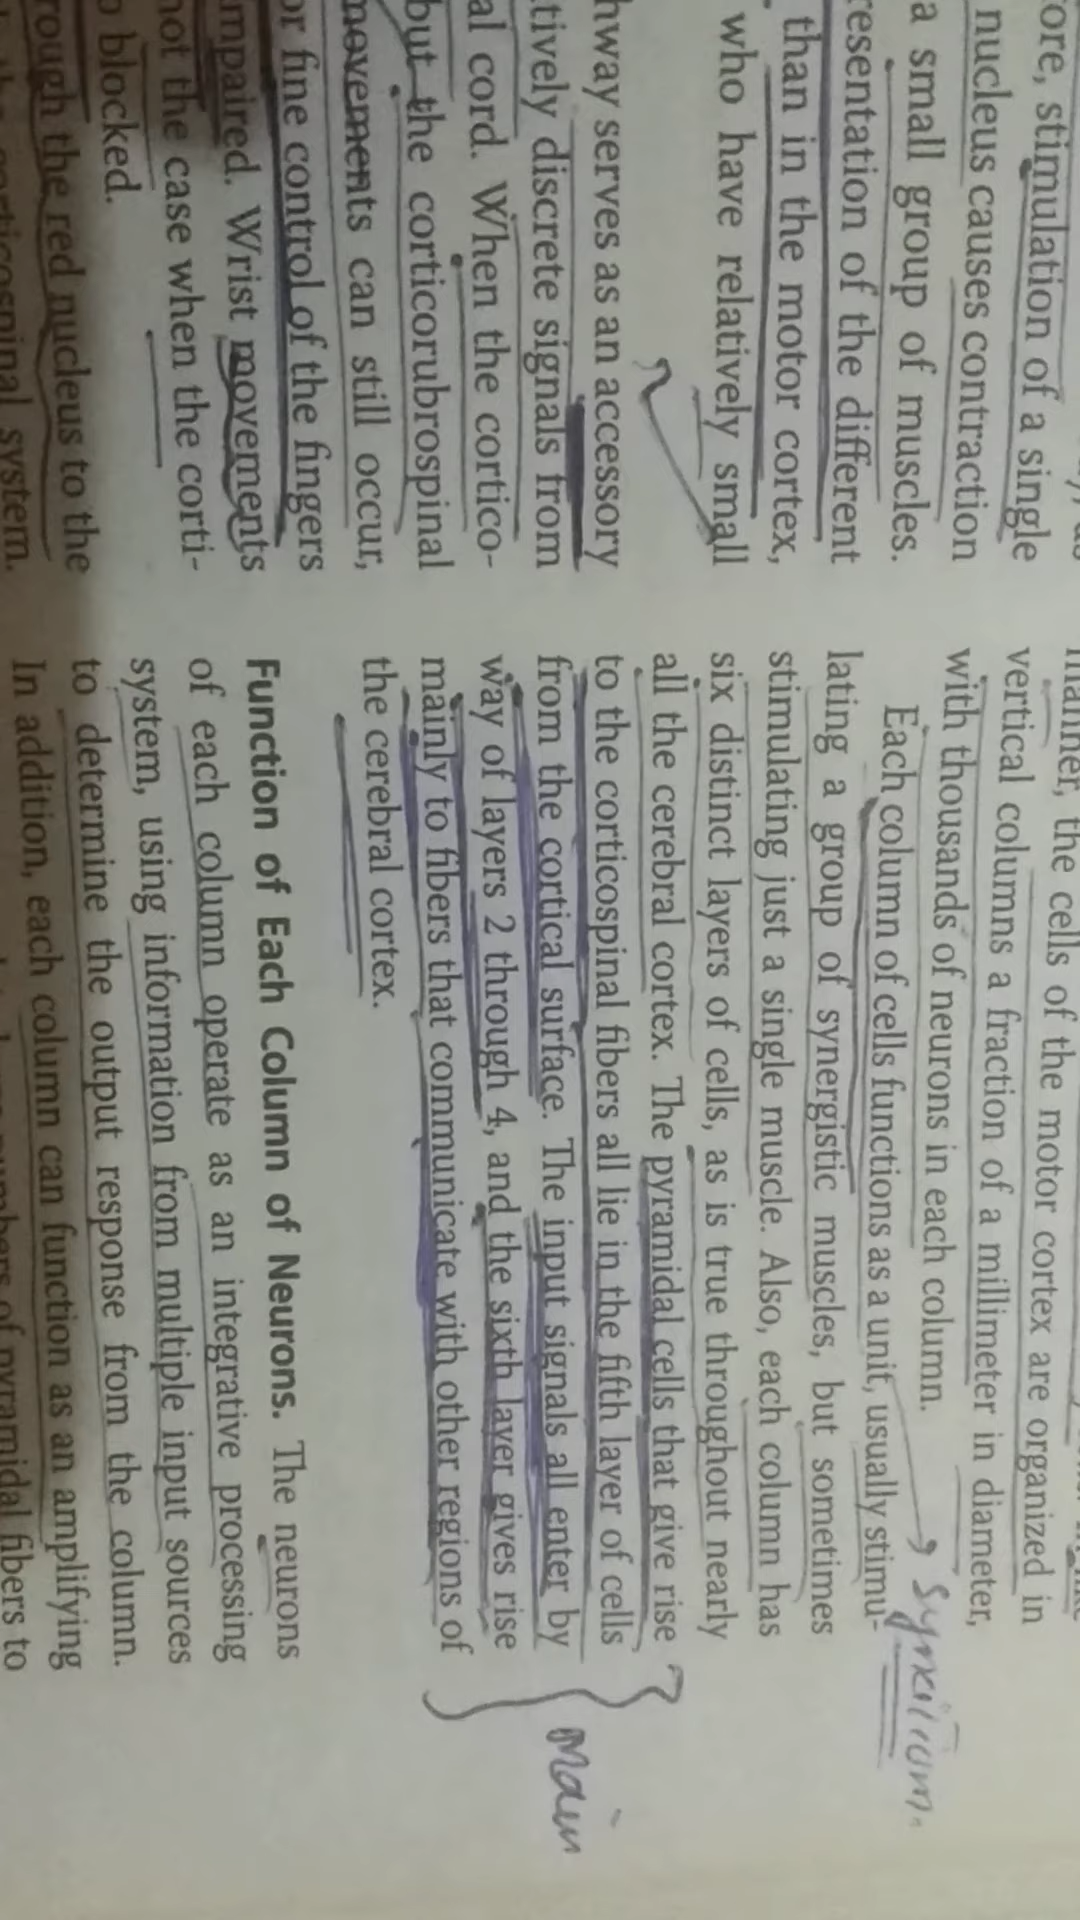 ore, stimulation of a single
nucleus causes contraction
a small group of muscles.
resentation of the different
than in the motor cortex,
who have relatively small
hway serves as an accessory
tively discrete signals from
al cord. When the cortico-
but the corticorubrospinal
movements can still occur,
or fine control of the fingers
mpaired. Wrist movements
not the case when the corti-
blocked.
rough the red nucleus to the
corticospinal system.
manner, the cells of the motor cortex are organized in
vertical columns a fraction of a millimeter in diameter,
with thousands of neurons in each column.
Each column of cells functions as a unit, usually stimu-
lating a group of synergistic muscles, but sometimes
stimulating just a single muscle. Also, each column has
six distinct layers of cells, as is true throughout nearly
all the cerebral cortex. The pyramidal cells that give rise
to the corticospinal fibers all lie in the fifth layer of cells
from the cortical surface. The input signals all enter by
way of layers 2 through 4, and the sixth layer gives rise
mainly to fibers that communicate with other regions of
the cerebral cortex.
Function of Each Column of Neurons. The neurons
of each column operate as an integrative processing
system, using information from multiple input sources
to determine the output response from the column.
In addition, each column can function as an amplifying
numbers of pyramidal fibers to
main